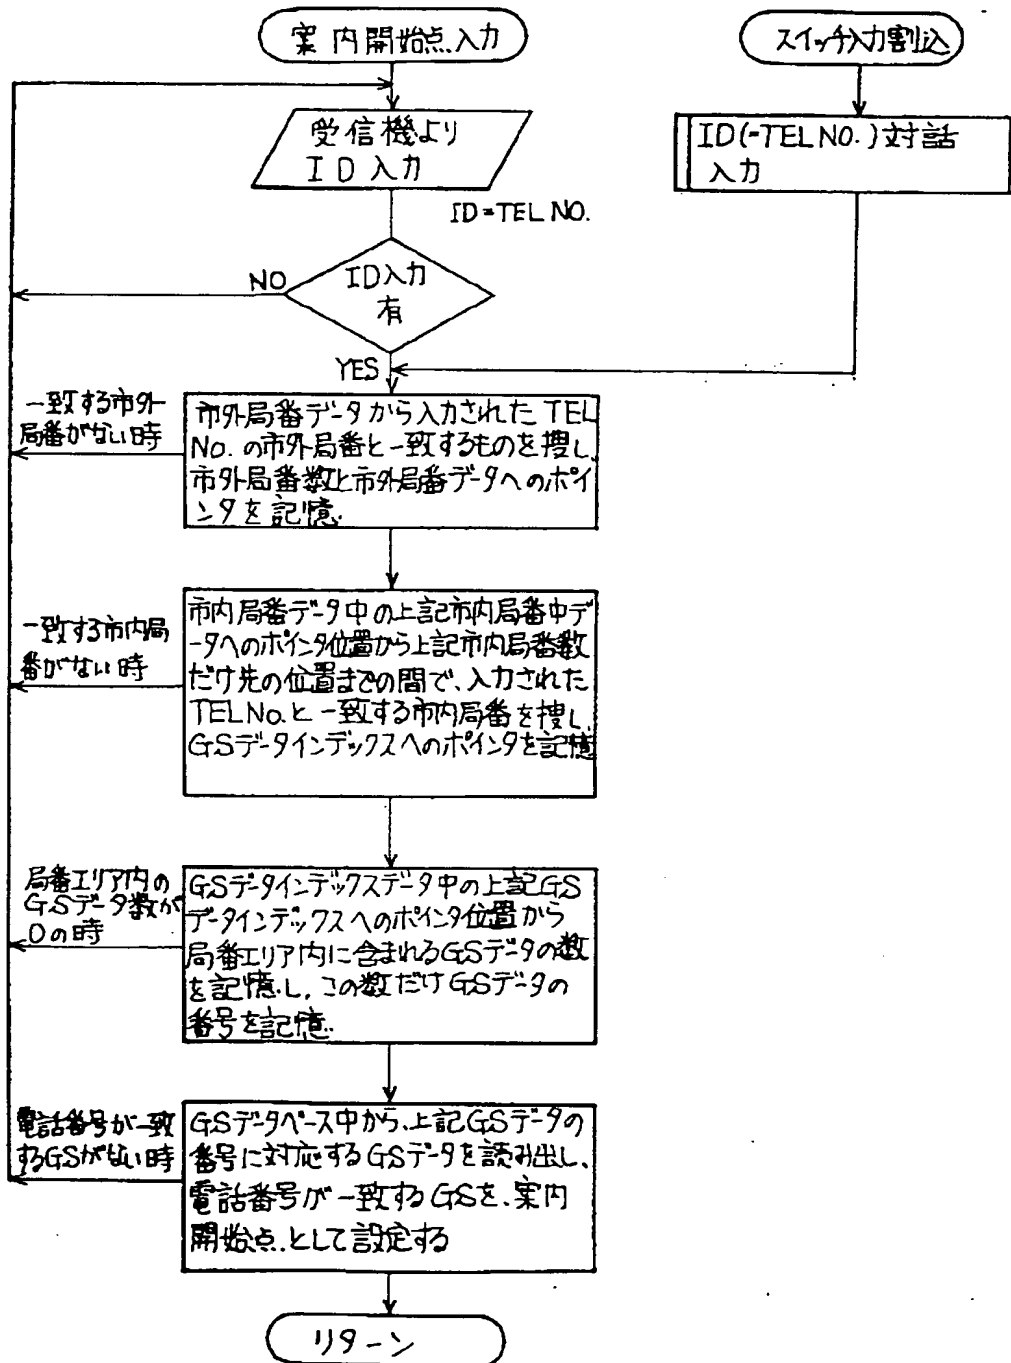 案内開始点入力
スイッチ入力割込
受信機より
ID入力
ID(-TEL NO.)対話
入力
ID=TEL NO.
NO
ID入力
有
YES
一致する市外
局番がない時
市外局番データから入力された TEL
No. の市外局番と一致するものを捜し、
市外局番数と市外局番データへのポイ
ンタを記憶.
一致する市内局
番がない時
市内局番データ中の上記市内局番中デ
ータへのポインタ位置から上記市内局番数
だけ先の位置までの間で、入力された
TEL No.と一致する市内局番を捜し、
GSデータインデックスへのポインタを記憶
局番エリア内の
GSデータ数が
0の時
GSデータインデックスデータ中の上記GS
データインデックスへのポインタ位置から
局番エリア内に含まれるGSデータの数
を記憶し、この数だけGSデータの
番号を記憶.
電話番号が一致
するGSがない時
GSデータベース中から、上記GSデータの
番号に対応するGSデータを読み出し、
電話番号が一致するGSを、案内
開始点として設定する
リターン